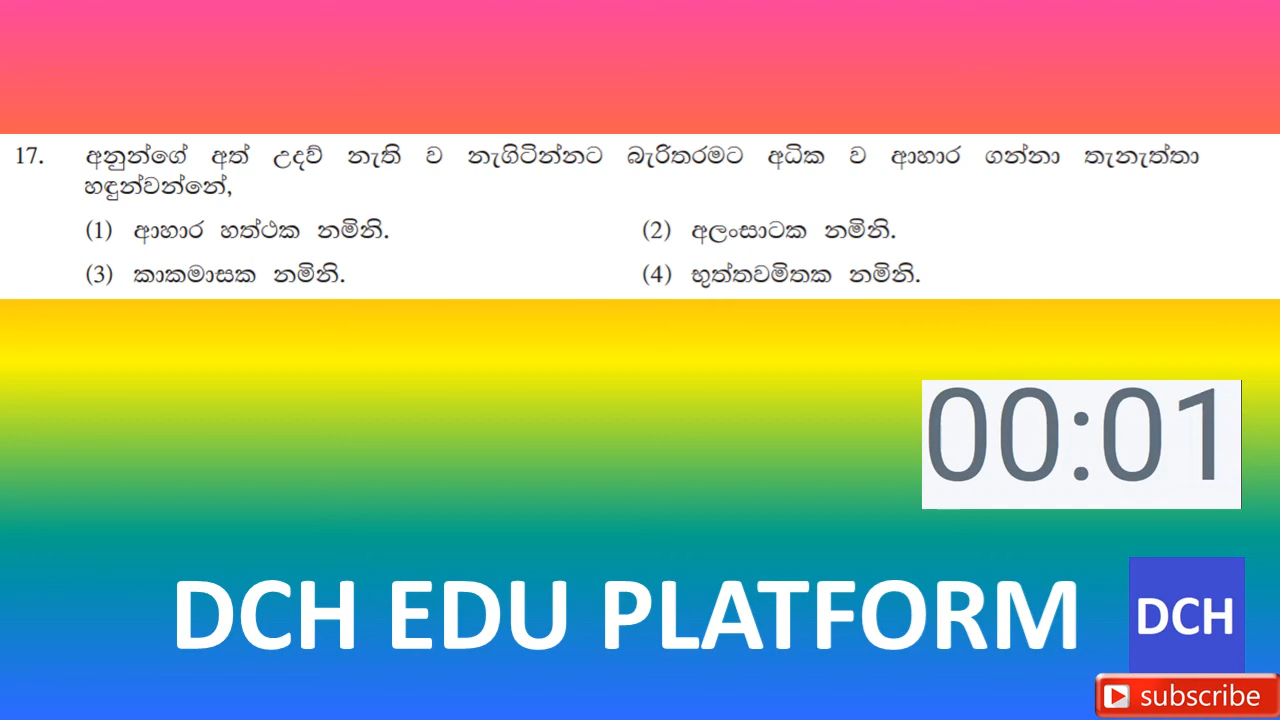 17. අනුන්ගේ අත් උදව් නැති ව නැගිටින්නට බැරිතරමට අධික ව ආහාර ගන්නා තැනැත්තා
හඳුන්වන්නේ,
(1) ආහාර හත්ථක නමිනි. (2) අලංසාටක නමිනි.
(3) කාකමාසක නමිනි. (4) භුත්තවමිතක නමිනි.
00:01
DCH EDU PLATFORM
DCH
subscribe